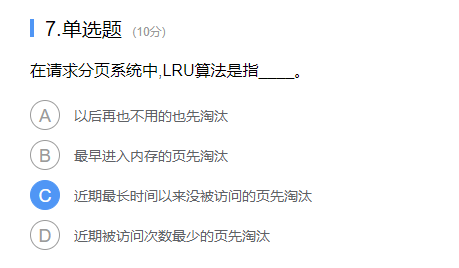 7.单选题 (10分)
在请求分页系统中,LRU算法是指____。
A 以后再也不用的也先淘汰
B 最早进入内存的页先淘汰
C 近期最长时间以来没被访问的页先淘汰
D 近期被访问次数最少的页先淘汰